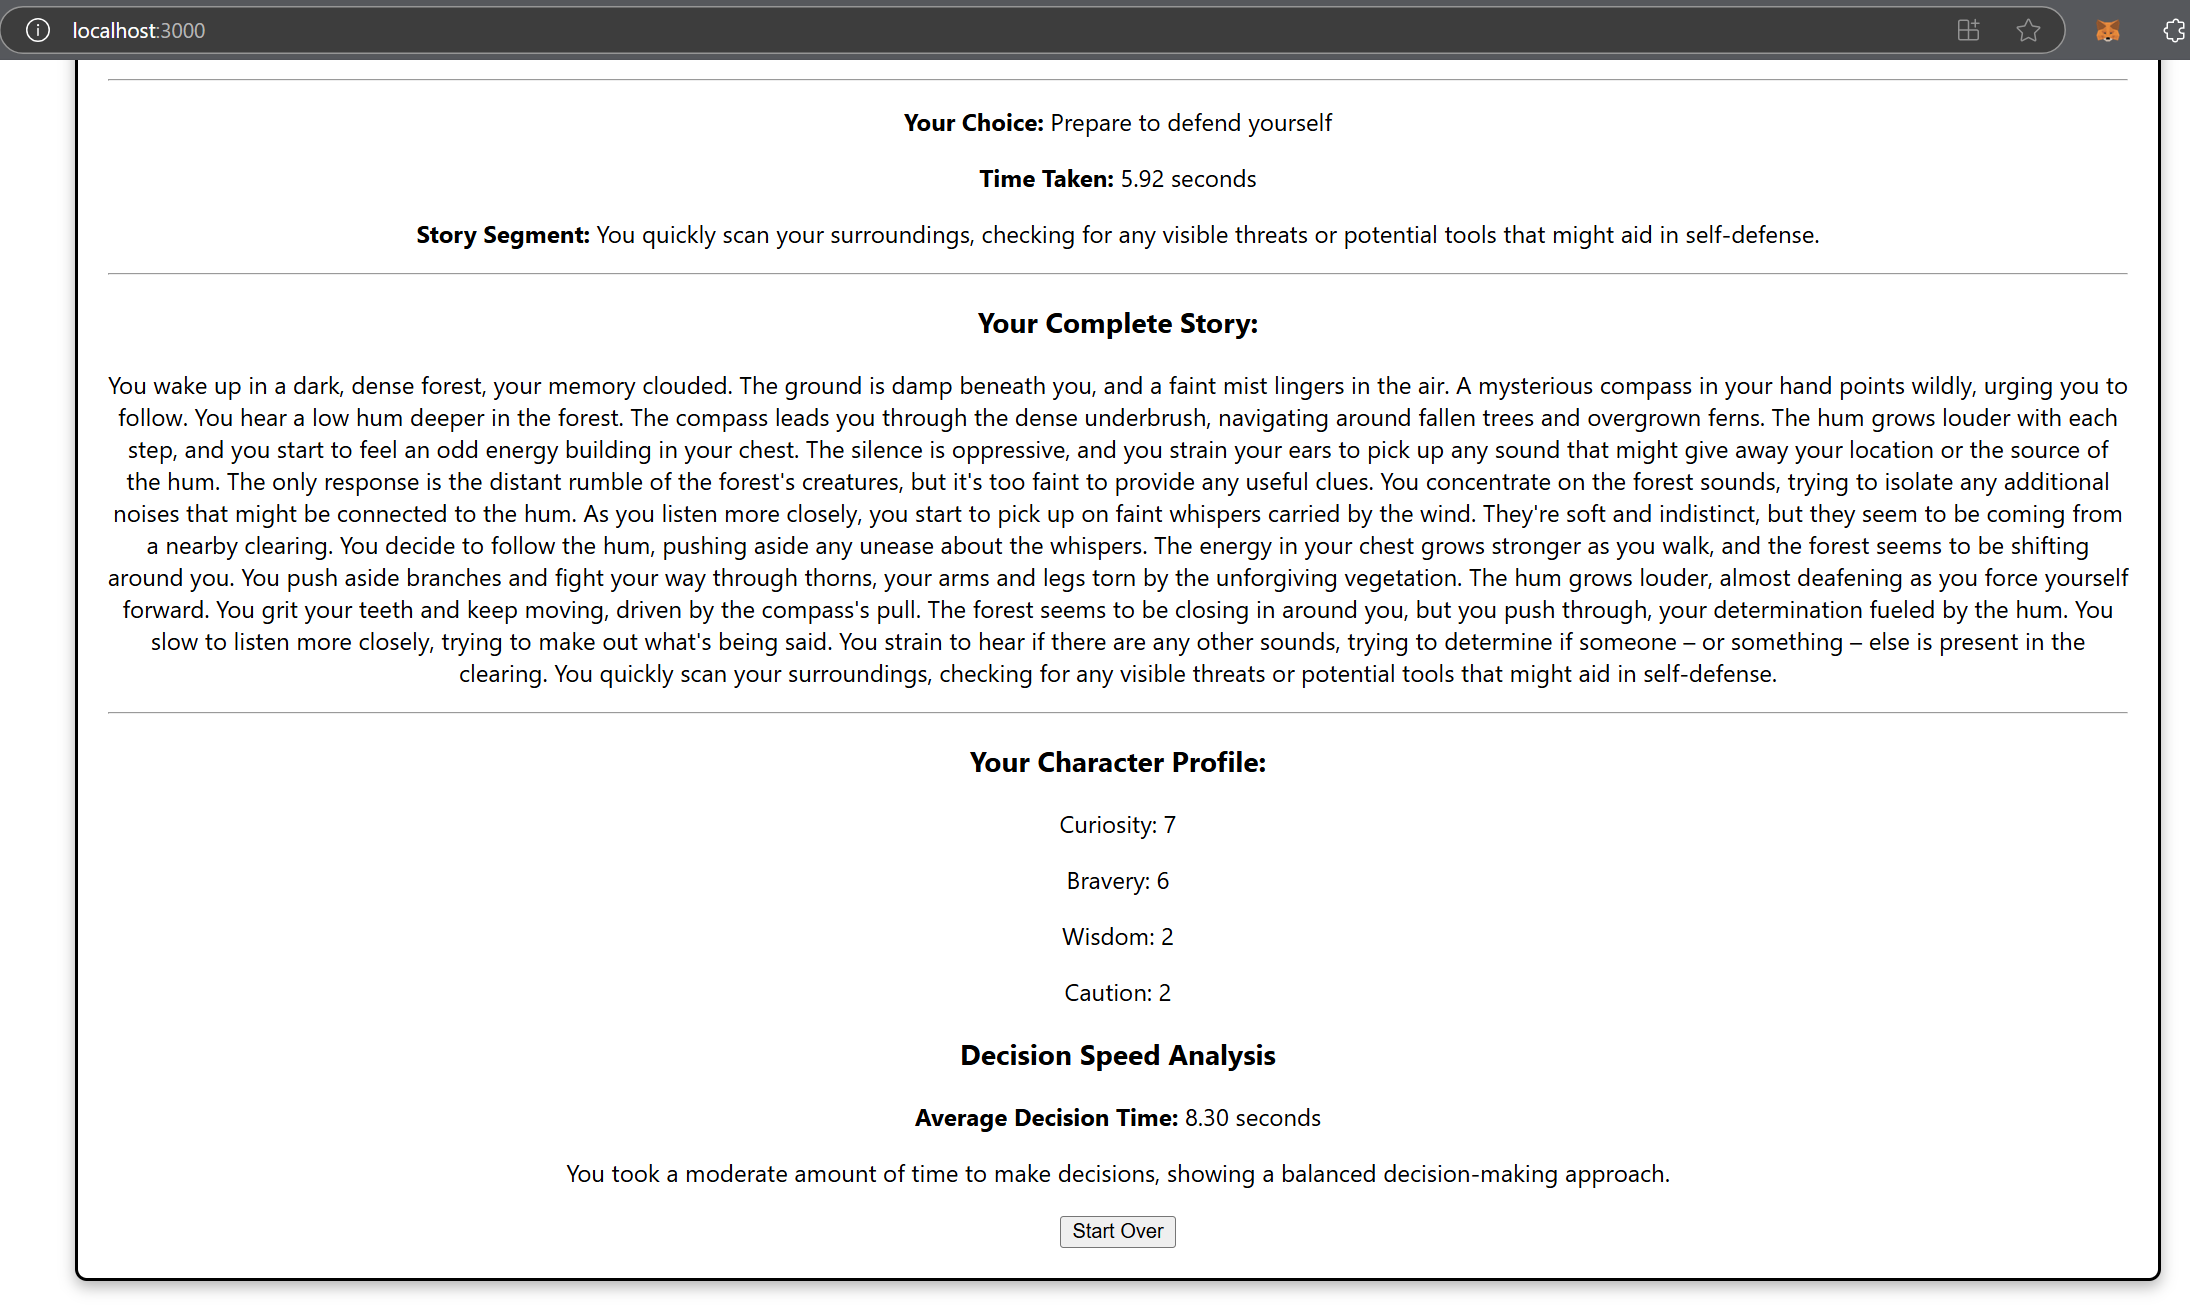 localhost:3000
Your Choice: Prepare to defend yourself
Time Taken: 5.92 seconds
Story Segment: You quickly scan your surroundings, checking for any visible threats or potential tools that might aid in self-defense.
Your Complete Story:
You wake up in a dark, dense forest, your memory clouded. The ground is damp beneath you, and a faint mist lingers in the air. A mysterious compass in your hand points wildly, urging you to
follow. You hear a low hum deeper in the forest. The compass leads you through the dense underbrush, navigating around fallen trees and overgrown ferns. The hum grows louder with each
step, and you start to feel an odd energy building in your chest. The silence is oppressive, and you strain your ears to pick up any sound that might give away your location or the source of
the hum. The only response is the distant rumble of the forest's creatures, but it's too faint to provide any useful clues. You concentrate on the forest sounds, trying to isolate any additional
noises that might be connected to the hum. As you listen more closely, you start to pick up on faint whispers carried by the wind. They're soft and indistinct, but they seem to be coming from
a nearby clearing. You decide to follow the hum, pushing aside any unease about the whispers. The energy in your chest grows stronger as you walk, and the forest seems to be shifting
around you. You push aside branches and fight your way through thorns, your arms and legs torn by the unforgiving vegetation. The hum grows louder, almost deafening as you force yourself
forward. You grit your teeth and keep moving, driven by the compass's pull. The forest seems to be closing in around you, but you push through, your determination fueled by the hum. You
slow to listen more closely, trying to make out what's being said. You strain to hear if there are any other sounds, trying to determine if someone – or something – else is present in the
clearing. You quickly scan your surroundings, checking for any visible threats or potential tools that might aid in self-defense.
Your Character Profile:
Curiosity: 7
Bravery: 6
Wisdom: 2
Caution: 2
Decision Speed Analysis
Average Decision Time: 8.30 seconds
You took a moderate amount of time to make decisions, showing a balanced decision-making approach.
Start Over